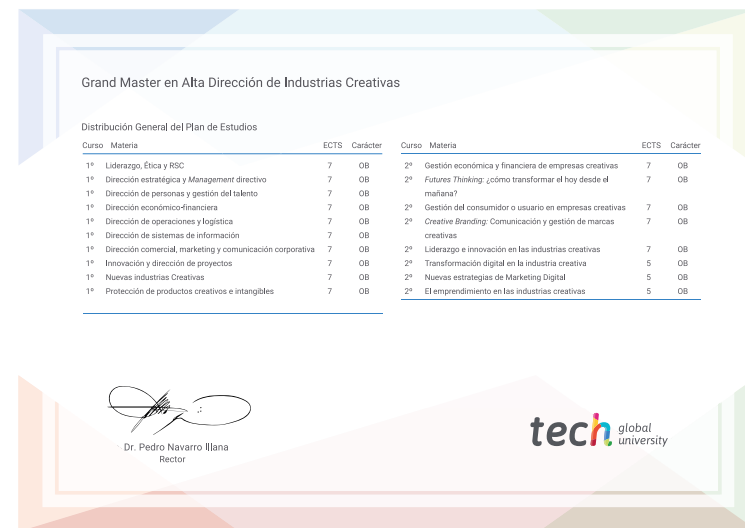 Grand Master en Alta Dirección de Industrias Creativas
Distribución General del Plan de Estudios
Curso Materia ECTS Carácter
1º Liderazgo, Ética y RSC 7 OB
1º Dirección estratégica y Management directivo 7 OB
1º Dirección de personas y gestión del talento 7 OB
1º Dirección económico-financiera 7 OB
1º Dirección de operaciones y logística 7 OB
1º Dirección de sistemas de información 7 OB
1º Dirección comercial, marketing y comunicación corporativa 7 OB
1º Innovación y dirección de proyectos 7 OB
1º Nuevas industrias Creativas 7 OB
1º Protección de productos creativos e intangibles 7 OB
Curso Materia ECTS Carácter
2º Gestión económica y financiera de empresas creativas 7 OB
2º Futures Thinking: ¿cómo transformar el hoy desde el 7 OB
mañana?
2º Gestión del consumidor o usuario en empresas creativas 7 OB
2º Creative Branding: Comunicación y gestión de marcas 7 OB
creativas
2º Liderazgo e innovación en las industrias creativas 7 OB
2º Transformación digital en la industria creativa 5 OB
2º Nuevas estrategias de Marketing Digital 5 OB
2º El emprendimiento en las industrias creativas 5 OB
Dr. Pedro Navarro Illana
Rector
tech global
university